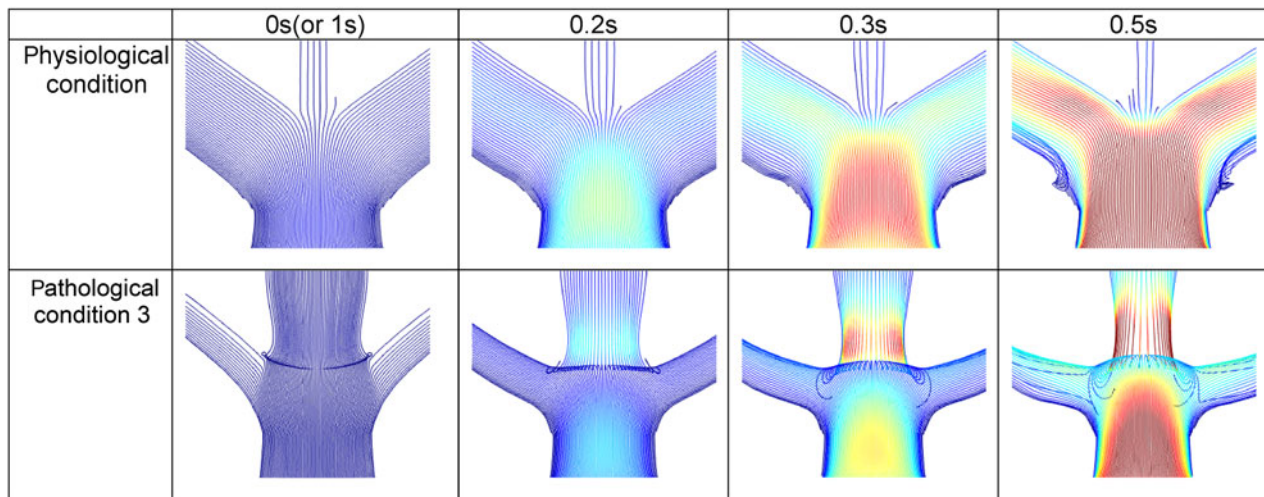 0s(or 1s) 0.2s 0.3s 0.5s
Physiological
condition
Pathological
condition 3